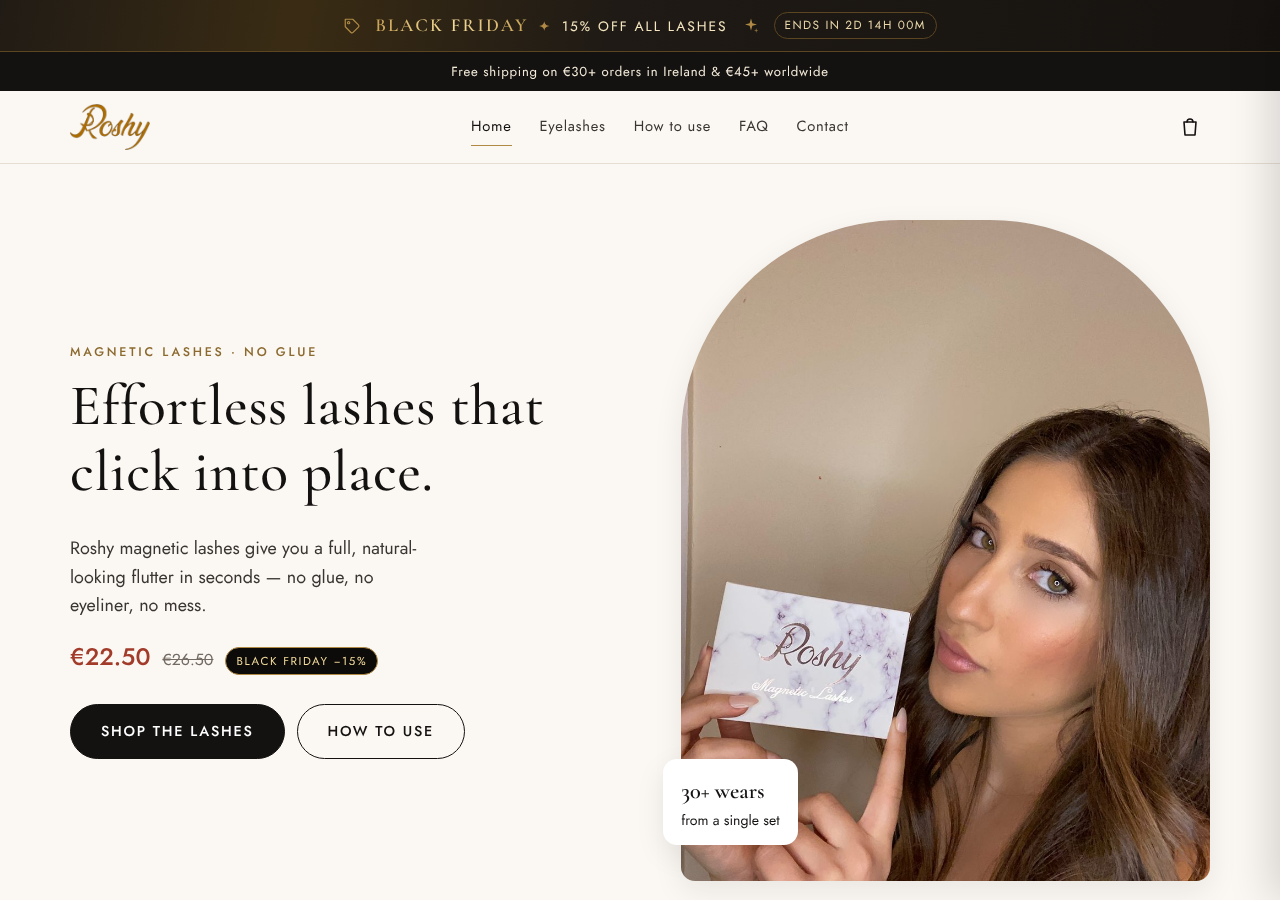 BLACK FRIDAY ✦ 15% OFF ALL LASHES ENDS IN 2D 14H 00M
Free shipping on €30+ orders in Ireland & €45+ worldwide
Roshy
Home Eyelashes How to use FAQ Contact
MAGNETIC LASHES · NO GLUE
Effortless lashes that
click into place.
Roshy magnetic lashes give you a full, natural-
looking flutter in seconds — no glue, no
eyeliner, no mess.
€22.50 €26.50 BLACK FRIDAY −15%
SHOP THE LASHES HOW TO USE
Roshy
Magnetic Lashes
30+ wears
from a single set